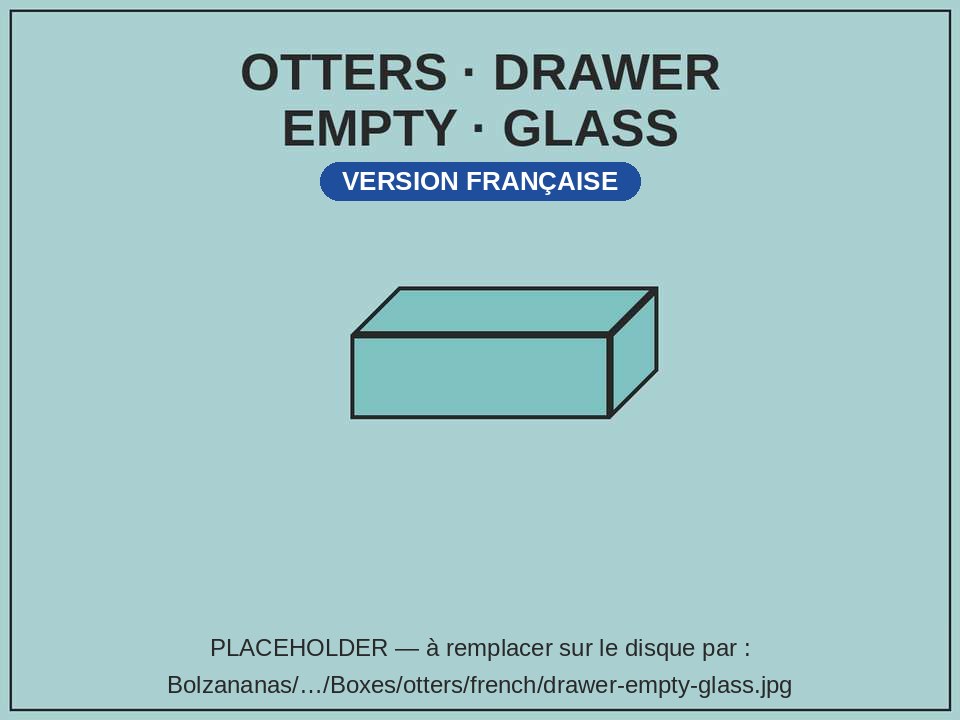 OTTERS · DRAWER
EMPTY · GLASS
VERSION FRANÇAISE
PLACEHOLDER — à remplacer sur le disque par :
Bolzananas/…/Boxes/otters/french/drawer-empty-glass.jpg